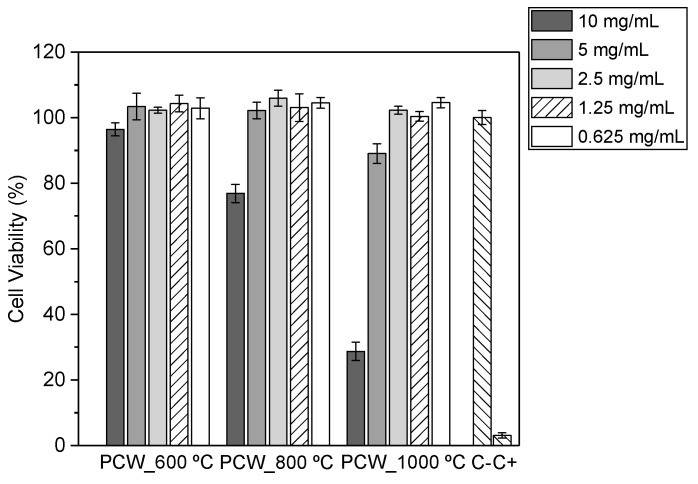 10 mg/mL
5 mg/mL
2.5 mg/mL
1.25 mg/mL
0.625 mg/mL
120
100
80
60
40
20
0
Cell Viability (%)
PCW_600 ºC PCW_800 ºC PCW_1000 ºC C-C+